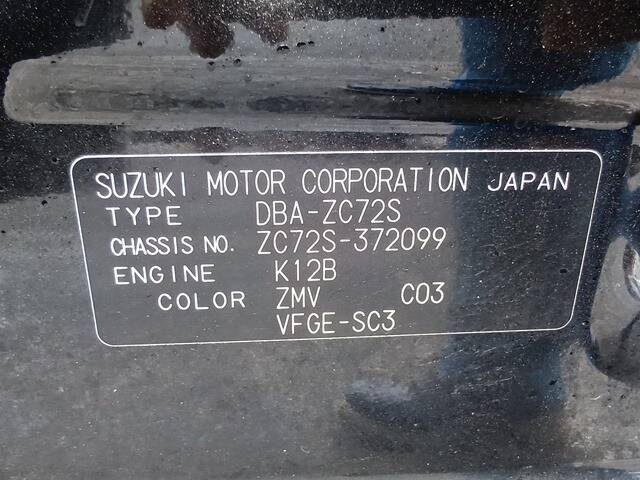 SUZUKI MOTOR CORPORATION JAPAN
TYPE DBA-ZC72S
CHASSIS NO. ZC72S-372099
ENGINE K12B
COLOR ZMV C03
VFGE-SC3